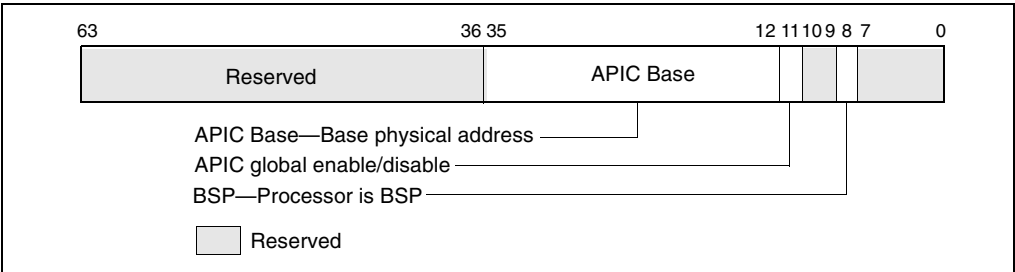 63 36 35 12 11 10 9 8 7 0
Reserved APIC Base
APIC Base—Base physical address
APIC global enable/disable
BSP—Processor is BSP
Reserved